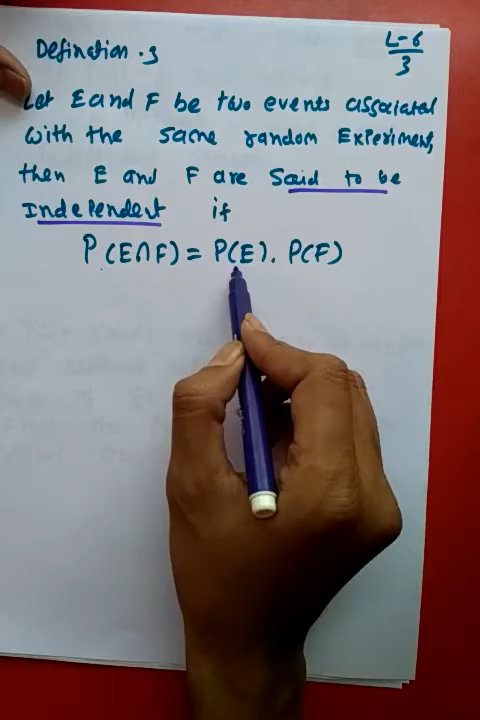 Definction .3
L-6
3
Let E and F be two events associated
with the same random Experiment,
then E and F are Said to be
Independent if
P(E∩F) = P(E). P(F)